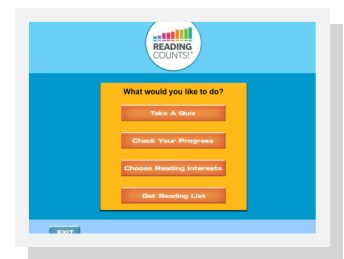 READING
COUNTS!™
What would you like to do?
Take A Quiz
Check Your Progress
Choose Reading Interests
Get Reading List
EXIT